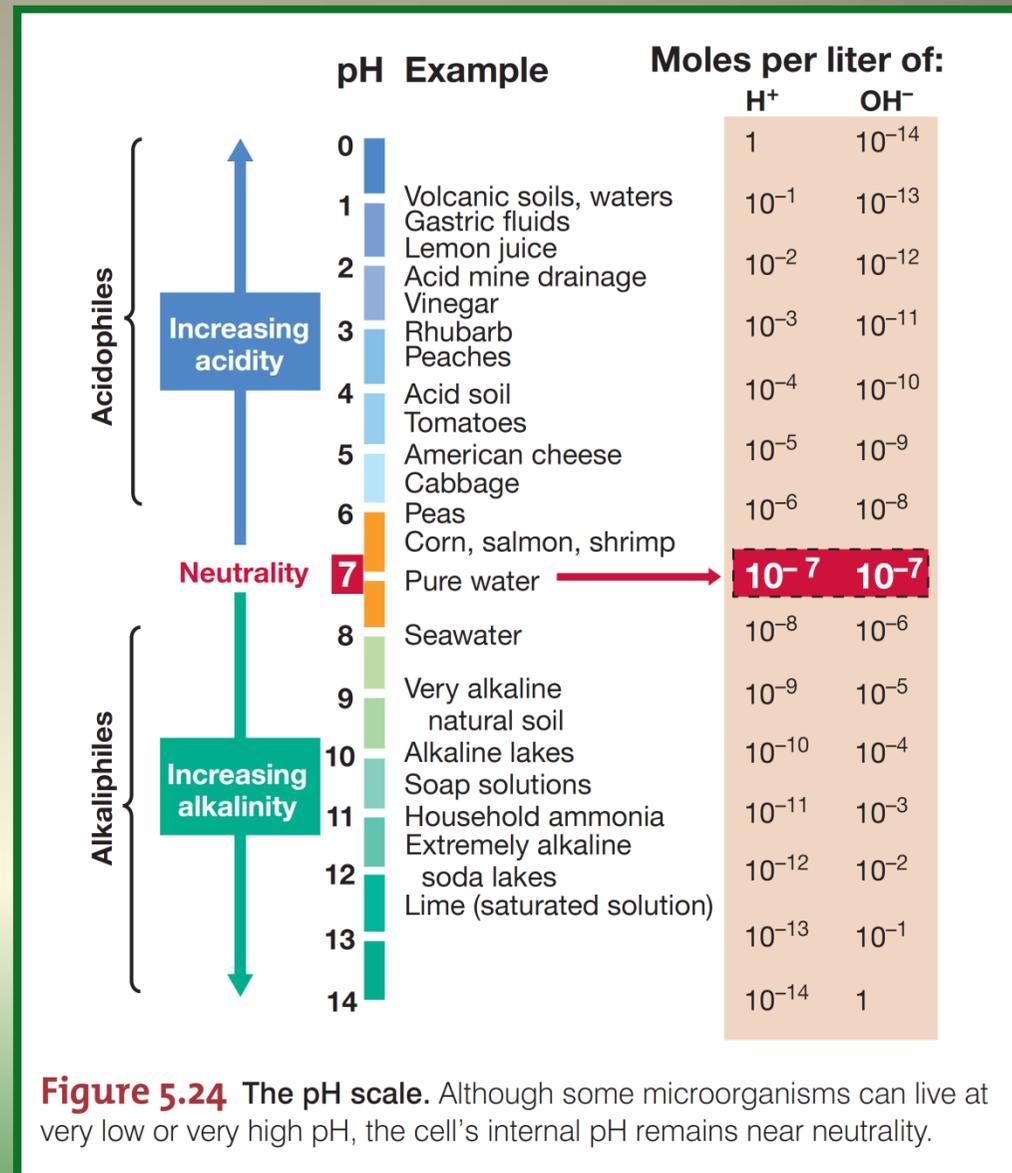 Moles per liter of:
pH Example H⁺ OH⁻
0 1 10⁻¹⁴
1 Volcanic soils, waters 10⁻¹ 10⁻¹³
Gastric fluids
Lemon juice
2 Acid mine drainage 10⁻² 10⁻¹²
Vinegar
3 Rhubarb 10⁻³ 10⁻¹¹
Peaches
4 Acid soil 10⁻⁴ 10⁻¹⁰
Tomatoes
5 American cheese 10⁻⁵ 10⁻⁹
Cabbage
6 Peas 10⁻⁶ 10⁻⁸
Corn, salmon, shrimp
Neutrality 7 Pure water 10⁻ ⁷ 10⁻⁷
8 Seawater 10⁻⁸ 10⁻⁶
9 Very alkaline 10⁻⁹ 10⁻⁵
natural soil
10 Alkaline lakes 10⁻¹⁰ 10⁻⁴
Soap solutions
11 Household ammonia 10⁻¹¹ 10⁻³
Extremely alkaline
12 soda lakes 10⁻¹² 10⁻²
Lime (saturated solution)
13 10⁻¹³ 10⁻¹
14 10⁻¹⁴ 1
Acidophiles
Increasing
acidity
Alkaliphiles
Increasing
alkalinity
Figure 5.24 The pH scale. Although some microorganisms can live at
very low or very high pH, the cell’s internal pH remains near neutrality.